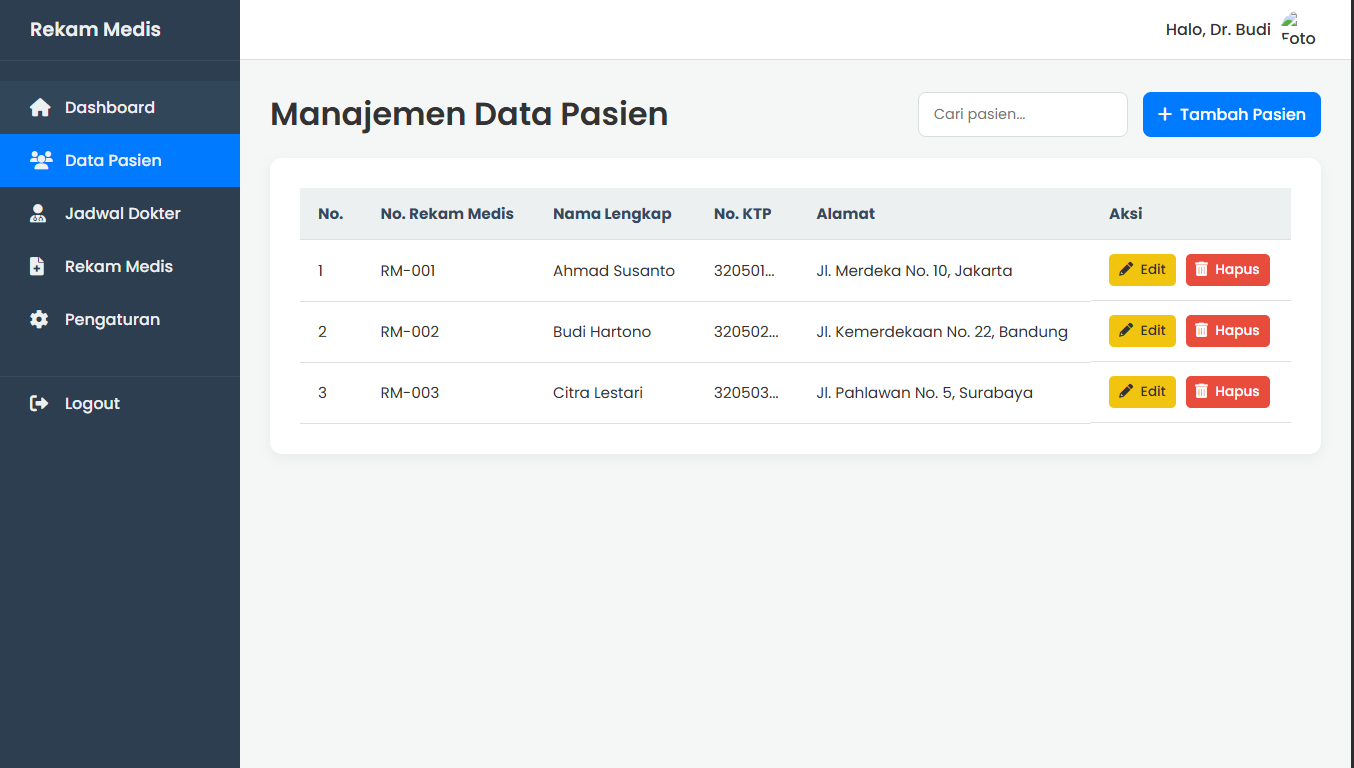 Rekam Medis
Halo, Dr. Budi
Foto
Dashboard
Data Pasien
Jadwal Dokter
Rekam Medis
Pengaturan
Logout
Manajemen Data Pasien
Cari pasien...
+ Tambah Pasien
No. No. Rekam Medis Nama Lengkap No. KTP Alamat Aksi
1 RM-001 Ahmad Susanto 320501... Jl. Merdeka No. 10, Jakarta Edit Hapus
2 RM-002 Budi Hartono 320502... Jl. Kemerdekaan No. 22, Bandung Edit Hapus
3 RM-003 Citra Lestari 320503... Jl. Pahlawan No. 5, Surabaya Edit Hapus